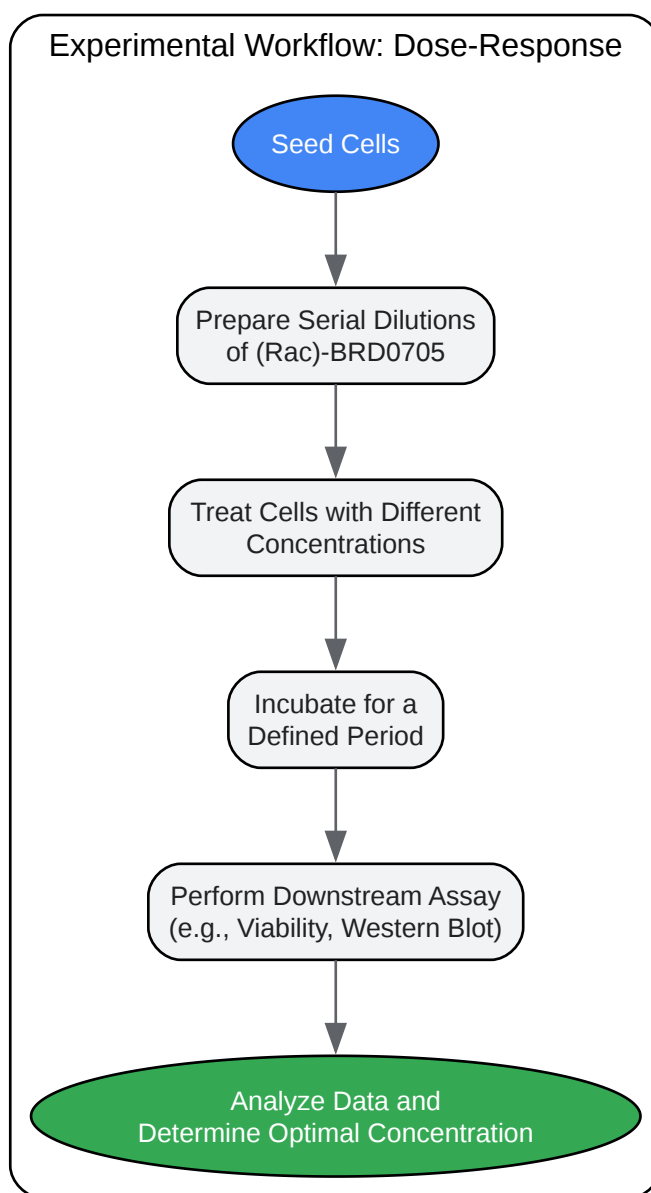 Experimental Workflow: Dose-Response
Seed Cells
Prepare Serial Dilutions
of (Rac)-BRD0705
Treat Cells with Different
Concentrations
Incubate for a
Defined Period
Perform Downstream Assay
(e.g., Viability, Western Blot)
Analyze Data and
Determine Optimal Concentration